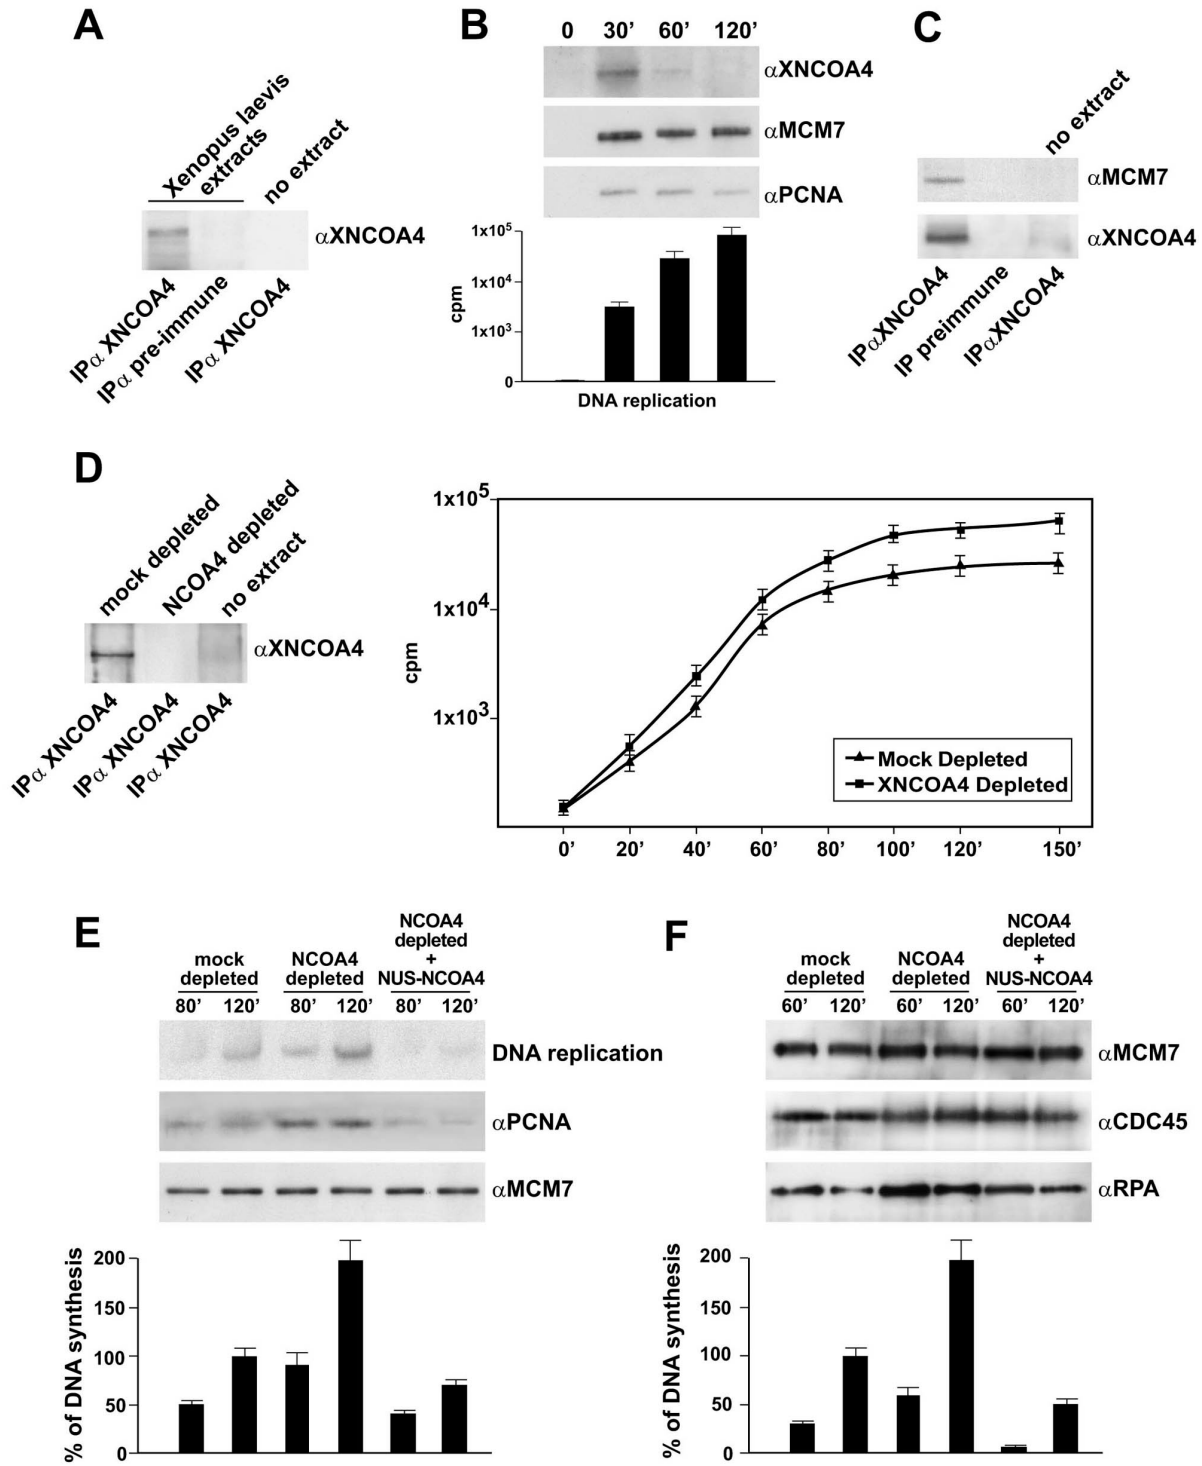 A
Xenopus laevis
extracts
no extract
αXNCOA4
IPα XNCOA4
IPα pre-immune
IPα XNCOA4
B
0 30’ 60’ 120’
αXNCOA4
αMCM7
αPCNA
1x10⁵
1x10⁴
1x10³
0
cpm
DNA replication
C
no extract
αMCM7
αXNCOA4
IPαXNCOA4
IP preimmune
IPαXNCOA4
D
mock depleted
NCOA4 depleted
no extract
αXNCOA4
IPα XNCOA4
IPα XNCOA4
IPα XNCOA4
1x10⁵
1x10⁴
1x10³
cpm
Mock Depleted
XNCOA4 Depleted
0’ 20’ 40’ 60’ 80’ 100’ 120’ 150’
E
mock
depleted
NCOA4
depleted
NCOA4
depleted
+
NUS-NCOA4
80’ 120’ 80’ 120’ 80’ 120’
DNA replication
αPCNA
αMCM7
% of DNA synthesis
200
150
100
50
0
F
mock
depleted
NCOA4
depleted
NCOA4
depleted
+
NUS-NCOA4
60’ 120’ 60’ 120’ 60’ 120’
αMCM7
αCDC45
αRPA
% of DNA synthesis
200
150
100
50
0